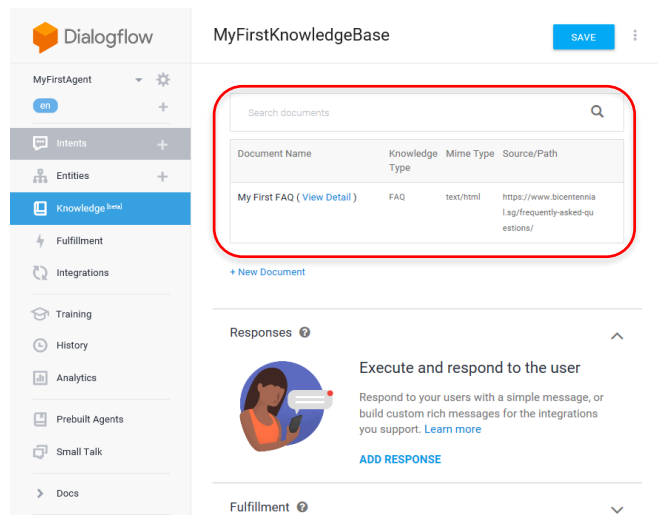 Dialogflow
MyFirstAgent
en
Intents
Entities
Knowledge [beta]
Fulfillment
Integrations
Training
History
Analytics
Prebuilt Agents
Small Talk
Docs
MyFirstKnowledgeBase
SAVE
Search documents
Document Name Knowledge Type Mime Type Source/Path
My First FAQ ( View Detail ) FAQ text/html https://www.bicentennia
l.sg/frequently-asked-qu
estions/
+ New Document
Responses
Execute and respond to the user
Respond to your users with a simple message, or
build custom rich messages for the integrations
you support. Learn more
ADD RESPONSE
Fulfillment